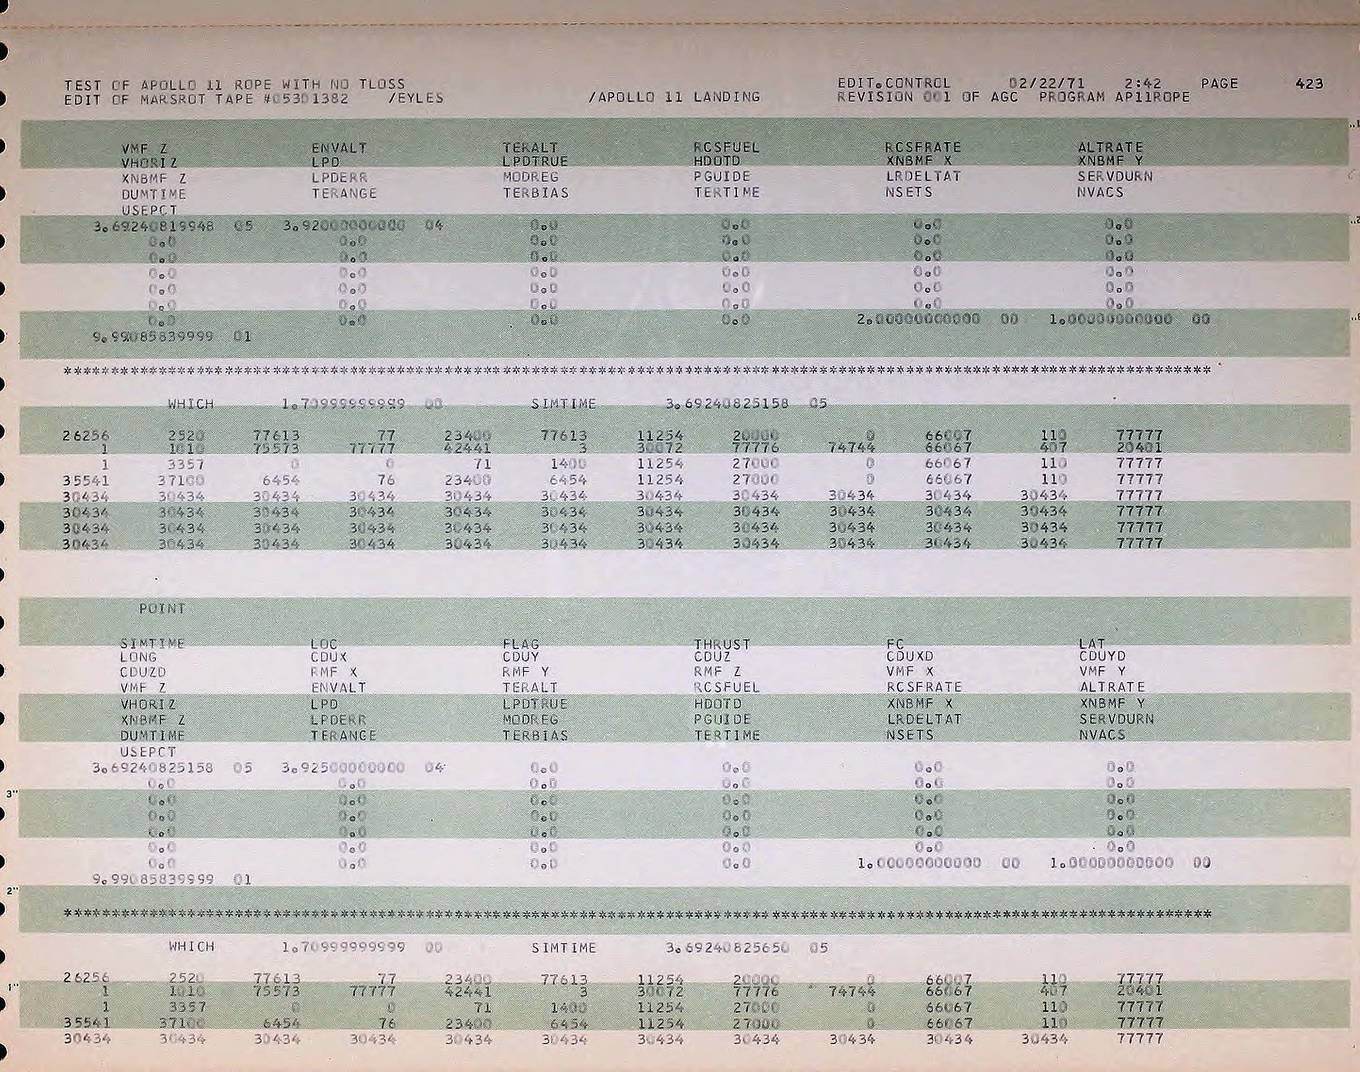 TEST OF APOLLO 11 ROPE WITH NO TLOSS EDIT.CONTROL 02/22/71 2:42 PAGE 423
EDIT OF MARSROT TAPE #05301382 /EYLES /APOLLO 11 LANDING REVISION 001 OF AGC PROGRAM AP11ROPE
VMF Z ENVALT TERALT RCSFUEL RCSFRATE ALTRATE
VHORIZ LPD LPDTRUE HDOTD XNBMF X XNBMF Y
XNBMF Z LPDERR MODREG PGUIDE LRDELTAT SERVDURN
DUMTIME TERANGE TERBIAS TERTIME NSETS NVACS
USEPCT
3.69240819948 05 3.92000000000 04 0.0 0.0 0.0 0.0
0.0 0.0 0.0 0.0 0.0 0.0
0.0 0.0 0.0 0.0 0.0 0.0
0.0 0.0 0.0 0.0 0.0 0.0
0.0 0.0 0.0 0.0 0.0 0.0
0.0 0.0 0.0 0.0 0.0 0.0
0.0 0.0 0.0 0.0 2.00000000000 00 1.00000000000 00
9.99085839999 01
************************************************************************************************************************
WHICH 1.70999999999 00 SIMTIME 3.69240825158 05
26256 2520 77613 77 23400 77613 11254 20000 0 66007 110 77777
1 1010 75573 77777 42441 3 30072 77776 74744 66067 407 20401
1 3357 0 0 71 1400 11254 27000 0 66067 110 77777
35541 37100 6454 76 23400 6454 11254 27000 0 66067 110 77777
30434 30434 30434 30434 30434 30434 30434 30434 30434 30434 30434 77777
30434 30434 30434 30434 30434 30434 30434 30434 30434 30434 30434 77777
30434 30434 30434 30434 30434 30434 30434 30434 30434 30434 30434 77777
30434 30434 30434 30434 30434 30434 30434 30434 30434 30434 30434 77777
POINT
SIMTIME LOC FLAG THRUST FC LAT
LONG CDUX CDUY CDUZ CDUXD CDUYD
CDUZD RMF X RMF Y RMF Z VMF X VMF Y
VMF Z ENVALT TERALT RCSFUEL RCSFRATE ALTRATE
VHORIZ LPD LPDTRUE HDOTD XNBMF X XNBMF Y
XNBMF Z LPDERR MODREG PGUIDE LRDELTAT SERVDURN
DUMTIME TERANGE TERBIAS TERTIME NSETS NVACS
USEPCT
3.69240825158 05 3.92500000000 04 0.0 0.0 0.0 0.0
0.0 0.0 0.0 0.0 0.0 0.0
3" 0.0 0.0 0.0 0.0 0.0 0.0
0.0 0.0 0.0 0.0 0.0 0.0
0.0 0.0 0.0 0.0 0.0 0.0
0.0 0.0 0.0 0.0 0.0 0.0
0.0 0.0 0.0 0.0 1.00000000000 00 1.00000000000 00
9.99085839999 01
2"
************************************************************************************************************************
WHICH 1.70999999999 00 SIMTIME 3.69240825650 05
26256 2520 77613 77 23400 77613 11254 20000 0 66007 110 77777
1" 1 1010 75573 77777 42441 3 30072 77776 74744 66067 407 20401
1 3357 0 0 71 1400 11254 27000 0 66067 110 77777
35541 37100 6454 76 23400 6454 11254 27000 0 66067 110 77777
30434 30434 30434 30434 30434 30434 30434 30434 30434 30434 30434 77777